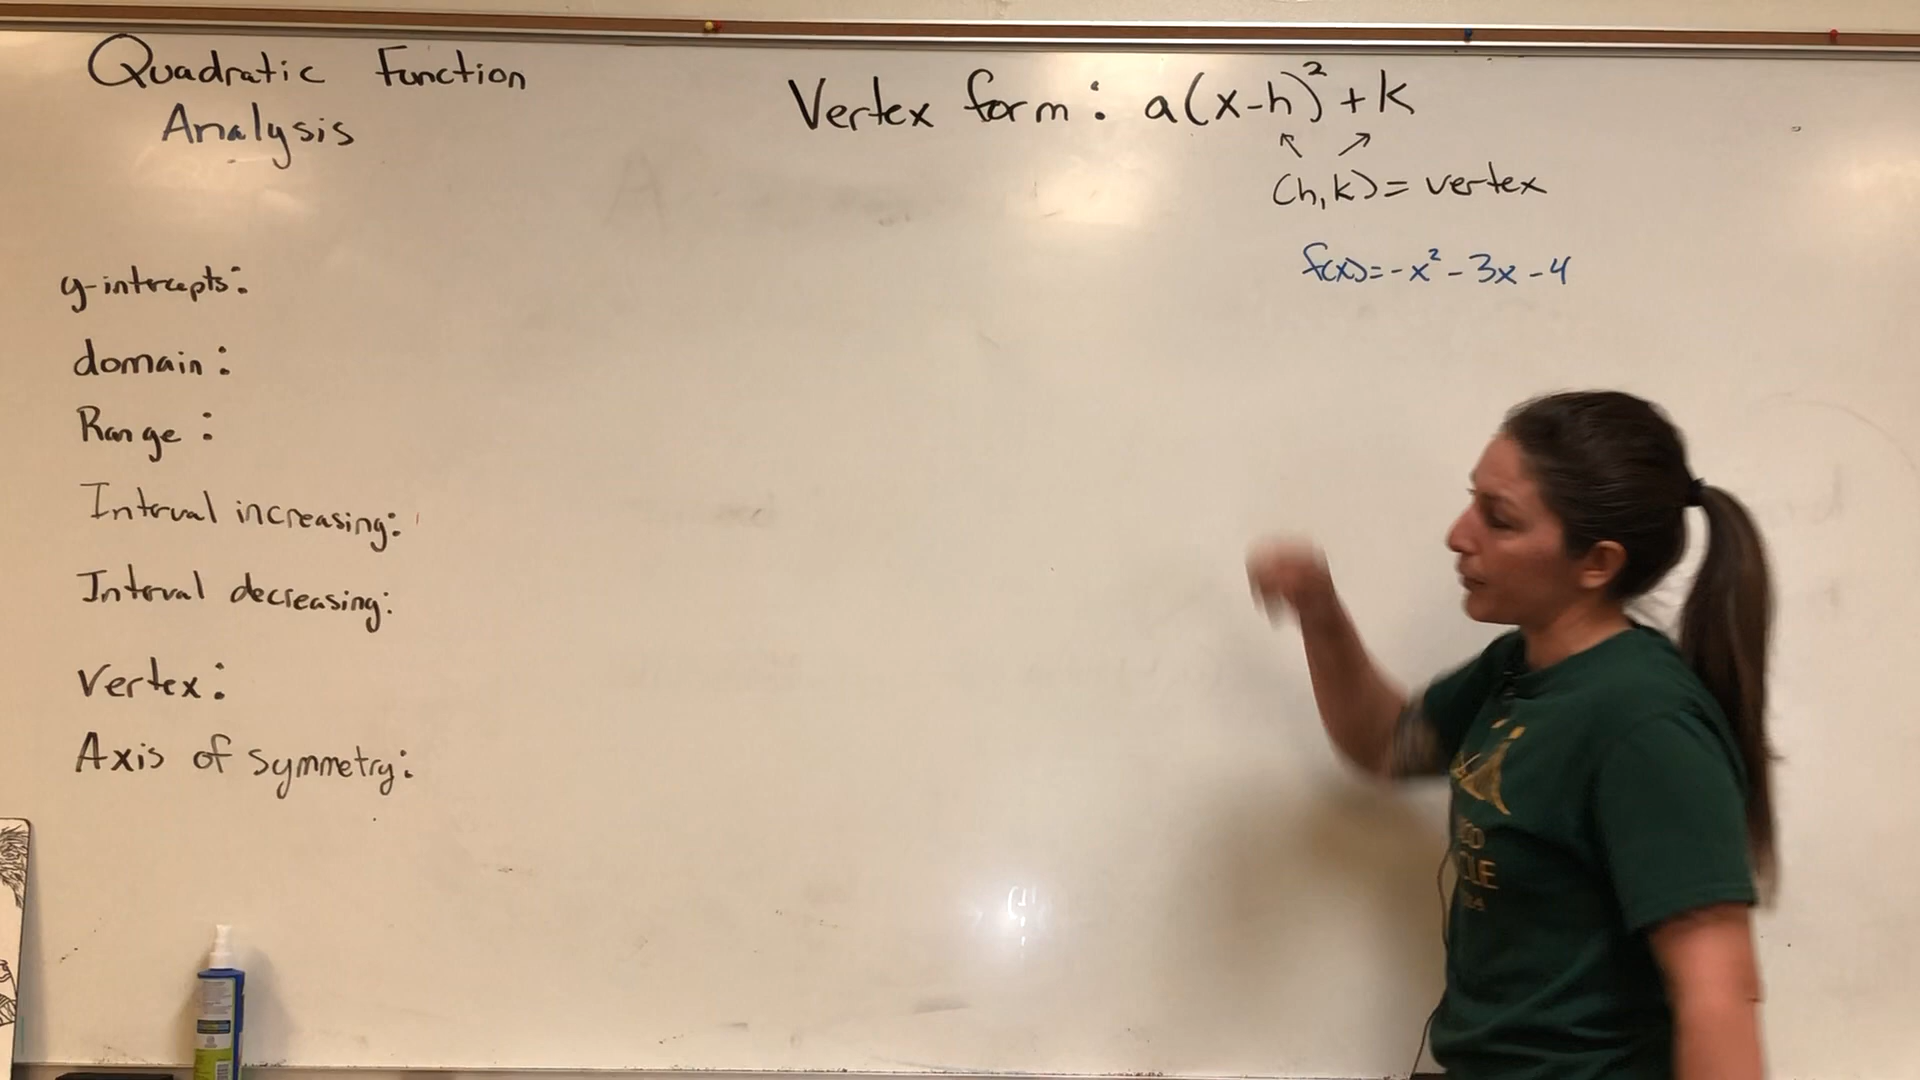 Quadratic Function
Analysis
Vertex form: a(x-h)² + k
(h,k) = vertex
f(x) = -x² - 3x - 4
y-intercepts:
domain:
Range:
Interval increasing:
Interval decreasing:
Vertex:
Axis of symmetry: